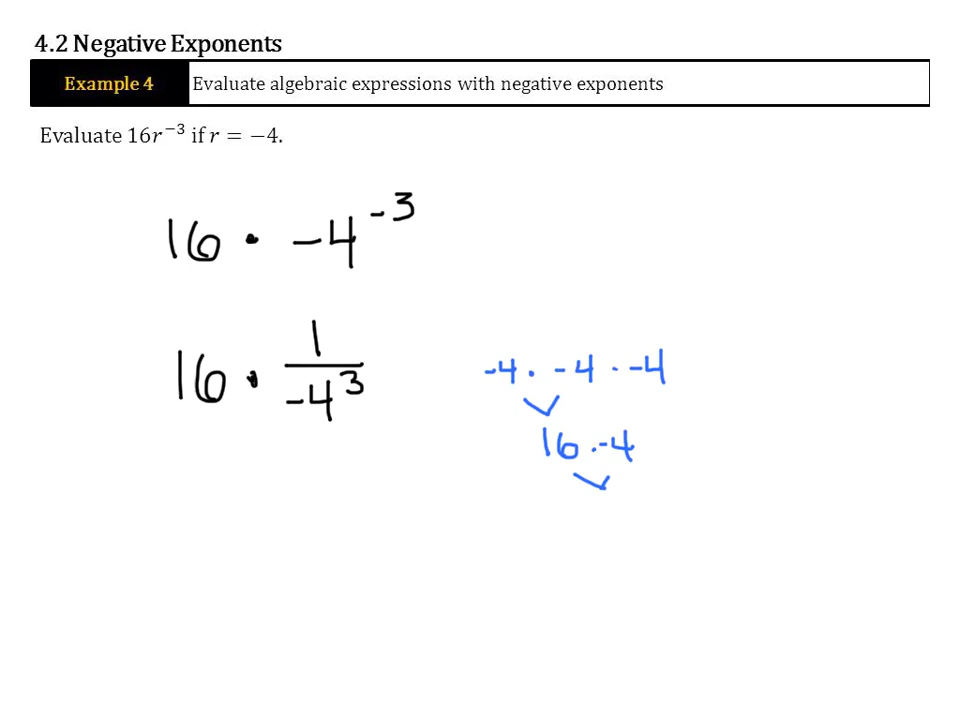 4.2 Negative Exponents
Example 4 Evaluate algebraic expressions with negative exponents
Evaluate 16r⁻³ if r = −4.
16 · -4⁻³
16 · 1/-4³
-4 · -4 · -4
16 · -4